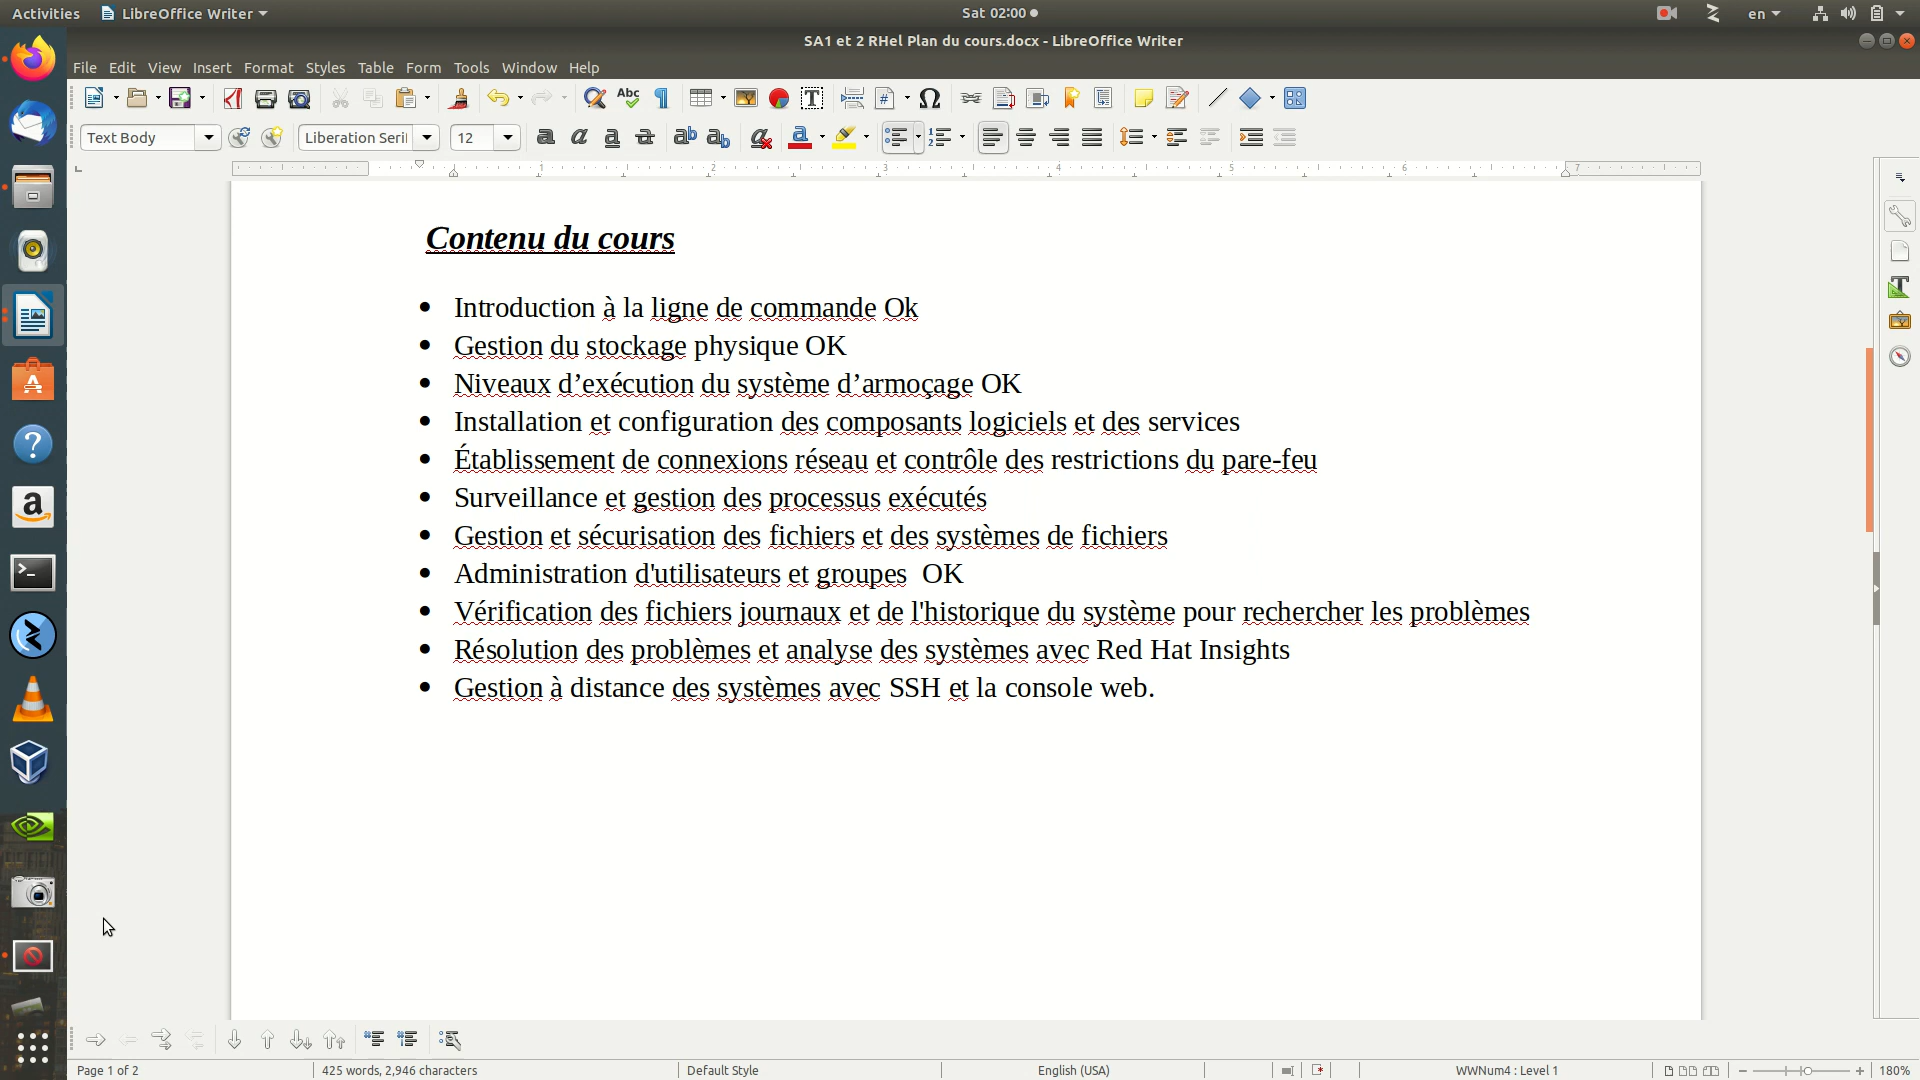 Activities LibreOffice Writer Sat 02:00 en
SA1 et 2 RHel Plan du cours.docx - LibreOffice Writer
File Edit View Insert Format Styles Table Form Tools Window Help
Text Body Liberation Seri 12
1 2 3 4 5 6 7
Contenu du cours
• Introduction à la ligne de commande Ok
• Gestion du stockage physique OK
• Niveaux d’exécution du système d’armoçage OK
• Installation et configuration des composants logiciels et des services
• Établissement de connexions réseau et contrôle des restrictions du pare-feu
• Surveillance et gestion des processus exécutés
• Gestion et sécurisation des fichiers et des systèmes de fichiers
• Administration d'utilisateurs et groupes  OK
• Vérification des fichiers journaux et de l'historique du système pour rechercher les problèmes
• Résolution des problèmes et analyse des systèmes avec Red Hat Insights
• Gestion à distance des systèmes avec SSH et la console web.
Page 1 of 2 425 words, 2,946 characters Default Style English (USA) WWNum4 : Level 1 180%